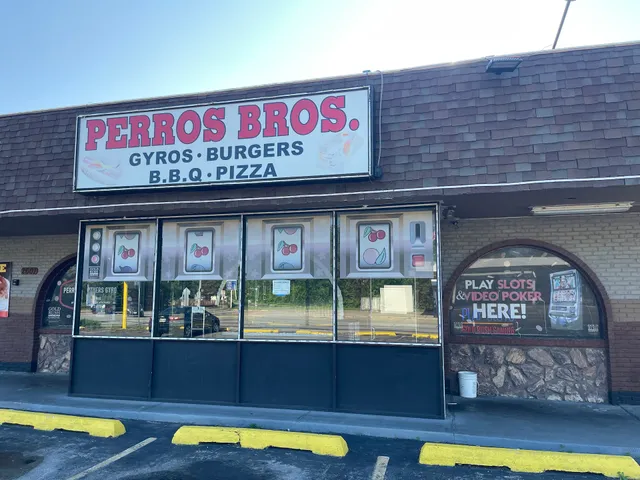 PERROS BROS.
GYROS · BURGERS
B.B.Q · PIZZA
PLAY SLOTS
& VIDEO POKER
HERE!